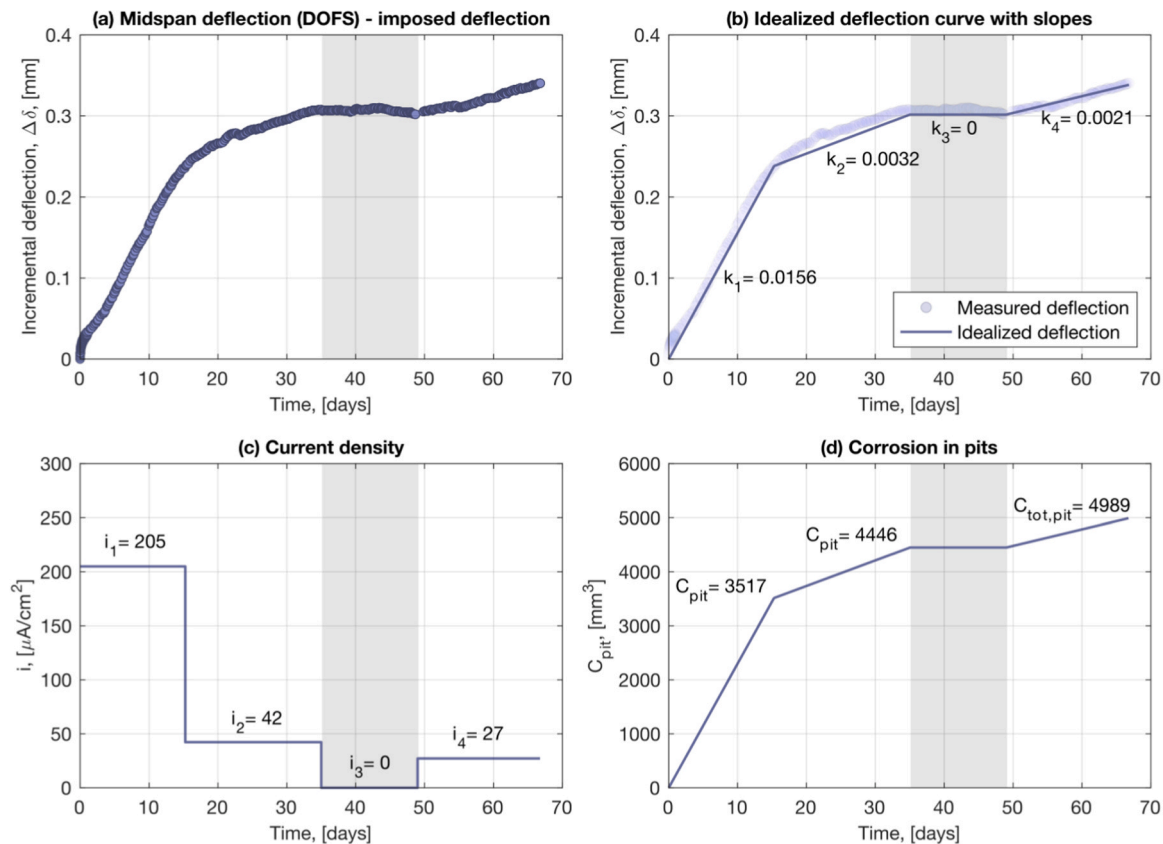 (a) Midspan deflection (DOFS) - imposed deflection
Incremental deflection, Δδ, [mm]
0.4
0.3
0.2
0.1
0
0 10 20 30 40 50 60 70
Time, [days]
(b) Idealized deflection curve with slopes
Incremental deflection, Δδ, [mm]
0.4
0.3
0.2
0.1
0
k₃= 0
k₄= 0.0021
k₂= 0.0032
k₁= 0.0156
Measured deflection
Idealized deflection
0 10 20 30 40 50 60 70
Time, [days]
(c) Current density
i, [μA/cm²]
300
250
200
150
100
50
0
i₁= 205
i₂= 42
i₃= 0
i₄= 27
0 10 20 30 40 50 60 70
Time, [days]
(d) Corrosion in pits
C_pit, [mm³]
6000
5000
4000
3000
2000
1000
0
C_tot,pit = 4989
C_pit= 4446
C_pit= 3517
0 10 20 30 40 50 60 70
Time, [days]